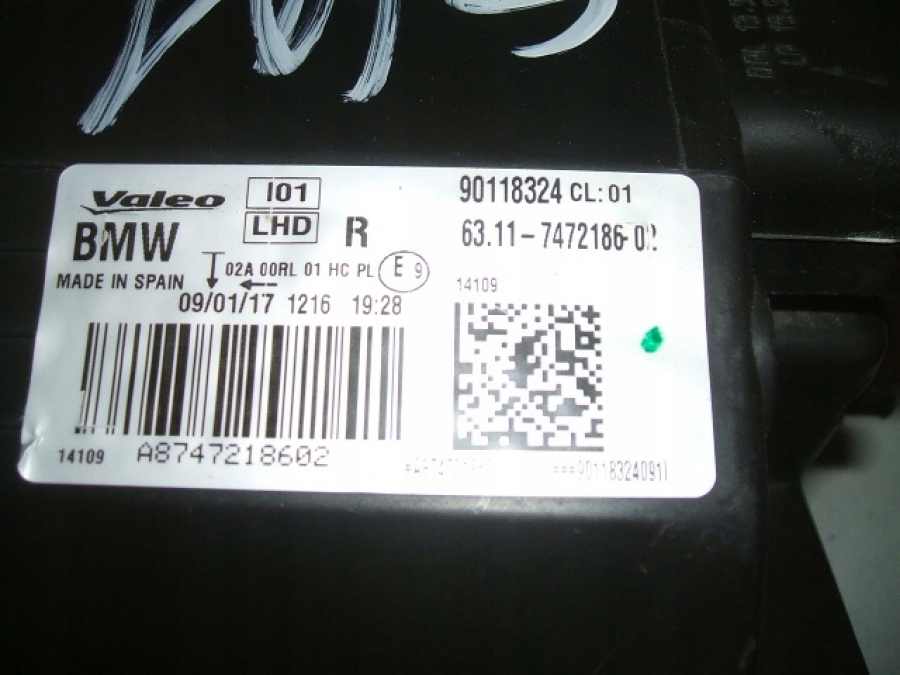 Valeo I01 90118324 CL: 01
BMW LHD R 63.11-7472186-02
MADE IN SPAIN 02A 00RL 01 HC PL E 9
14109
09/01/17 1216 19:28
14109 A8747218602
***90118324091